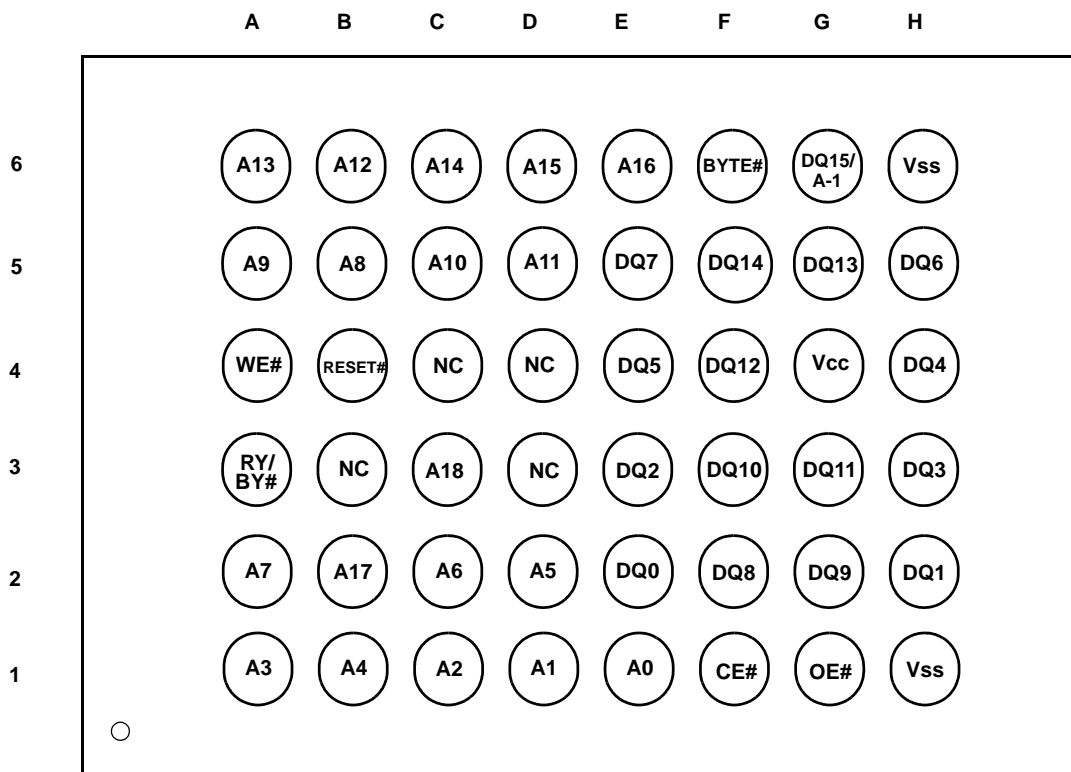 A B C D E F G H
6 A13 A12 A14 A15 A16 BYTE# DQ15/A-1 Vss
5 A9 A8 A10 A11 DQ7 DQ14 DQ13 DQ6
4 WE# RESET# NC NC DQ5 DQ12 Vcc DQ4
3 RY/BY# NC A18 NC DQ2 DQ10 DQ11 DQ3
2 A7 A17 A6 A5 DQ0 DQ8 DQ9 DQ1
1 A3 A4 A2 A1 A0 CE# OE# Vss